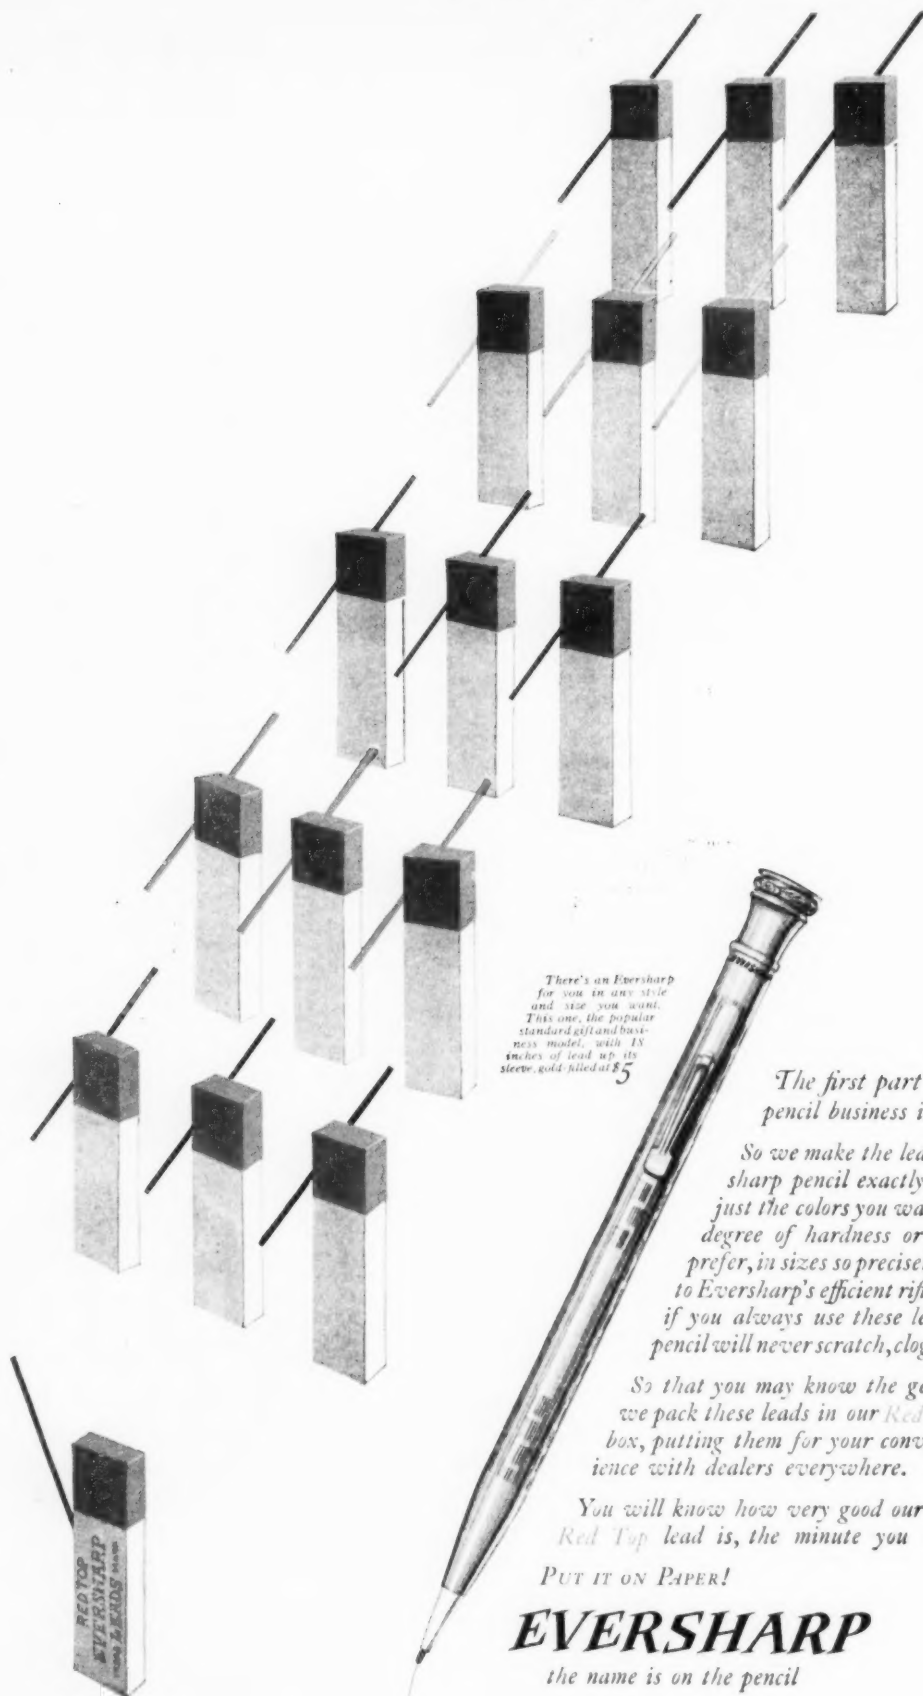 There's an Eversharp
for you in any style
and size you want.
This one, the popular
standard gift and busi-
ness model, with 18
inches of lead up its
sleeve, gold-filled at $5
The first part
pencil business i
So we make the lea
sharp pencil exactly
just the colors you wa
degree of hardness or
prefer, in sizes so precise
to Eversharp's efficient rif
if you always use these le
pencil will never scratch, clog
So that you may know the ge
we pack these leads in our Red
box, putting them for your conv
ience with dealers everywhere.
You will know how very good our
Red Top lead is, the minute you
PUT IT ON PAPER!
EVERSHARP
the name is on the pencil
RED TOP
EVERSHARP
LEADS